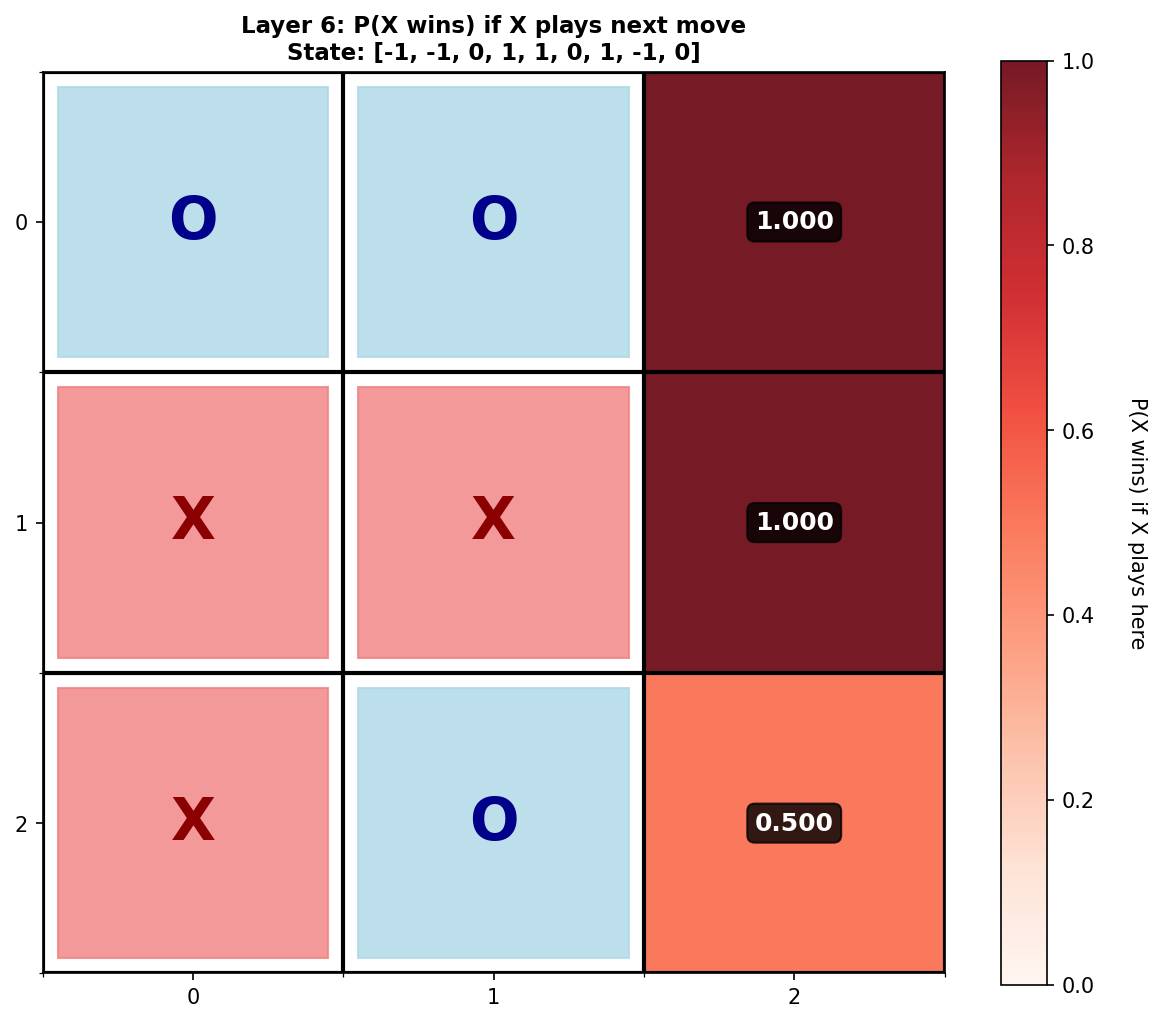 Layer 6: P(X wins) if X plays next move
State: [-1, -1, 0, 1, 1, 0, 1, -1, 0]
0
O
O
1.000
1
X
X
1.000
2
X
O
0.500
0
1
2
1.0
0.8
0.6
0.4
0.2
0.0
P(X wins) if X plays here